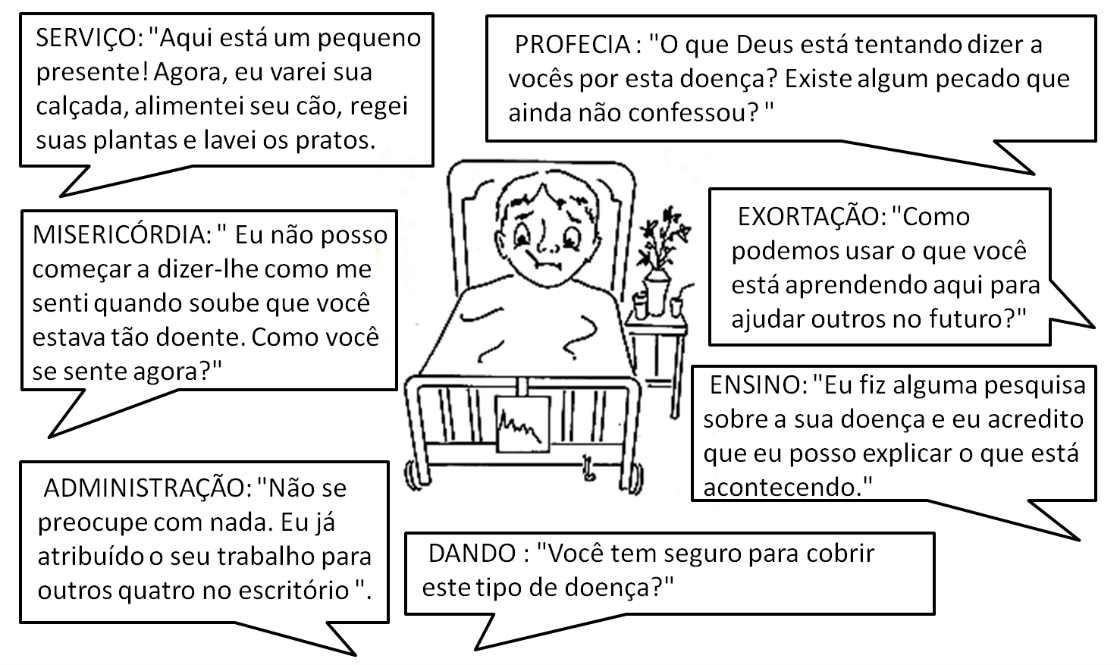 SERVIÇO: "Aqui está um pequeno
presente! Agora, eu varei sua
calçada, alimentei seu cão, regei
suas plantas e lavei os pratos.
PROFECIA : "O que Deus está tentando dizer a
vocês por esta doença? Existe algum pecado que
ainda não confessou? "
MISERICÓRDIA: " Eu não posso
começar a dizer-lhe como me
senti quando soube que você
estava tão doente. Como você
se sente agora?"
EXORTAÇÃO: "Como
podemos usar o que você
está aprendendo aqui para
ajudar outros no futuro?"
ENSINO: "Eu fiz alguma pesquisa
sobre a sua doença e eu acredito
que eu posso explicar o que está
acontecendo."
ADMINISTRAÇÃO: "Não se
preocupe com nada. Eu já
atribuído o seu trabalho para
outros quatro no escritório ".
DANDO : "Você tem seguro para cobrir
este tipo de doença?"